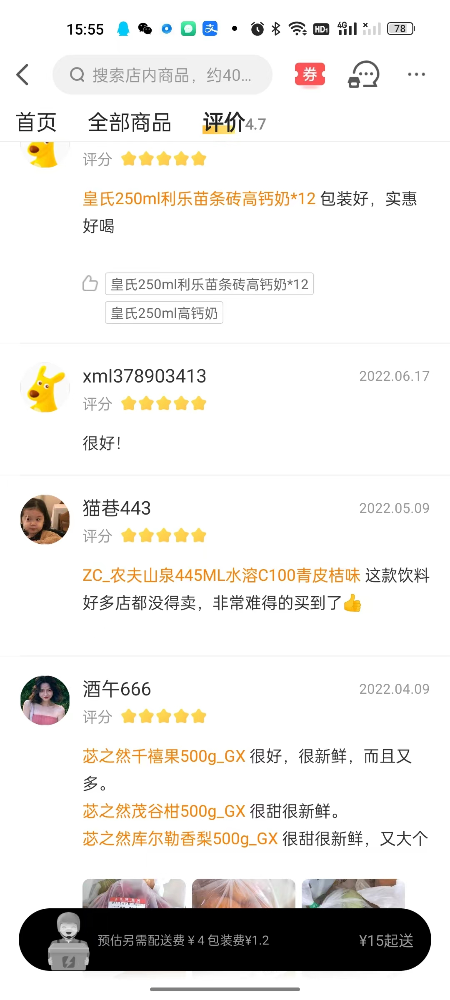 15:55
HD1
4G
78
搜索店内商品，约40...
券
首页
全部商品
评价4.7
评分
皇氏250ml利乐苗条砖高钙奶*12 包装好，实惠
好喝
皇氏250ml利乐苗条砖高钙奶*12
皇氏250ml高钙奶
xml378903413
2022.06.17
评分
很好！
猫巷443
2022.05.09
评分
ZC_农夫山泉445ML水溶C100青皮桔味 这款饮料
好多店都没得卖，非常难得的买到了
酒午666
2022.04.09
评分
苾之然千禧果500g_GX 很好，很新鲜，而且又
多。
苾之然茂谷柑500g_GX 很甜很新鲜。
苾之然库尔勒香梨500g_GX 很甜很新鲜，又大个
预估另需配送费￥4 包装费¥1.2
¥15起送